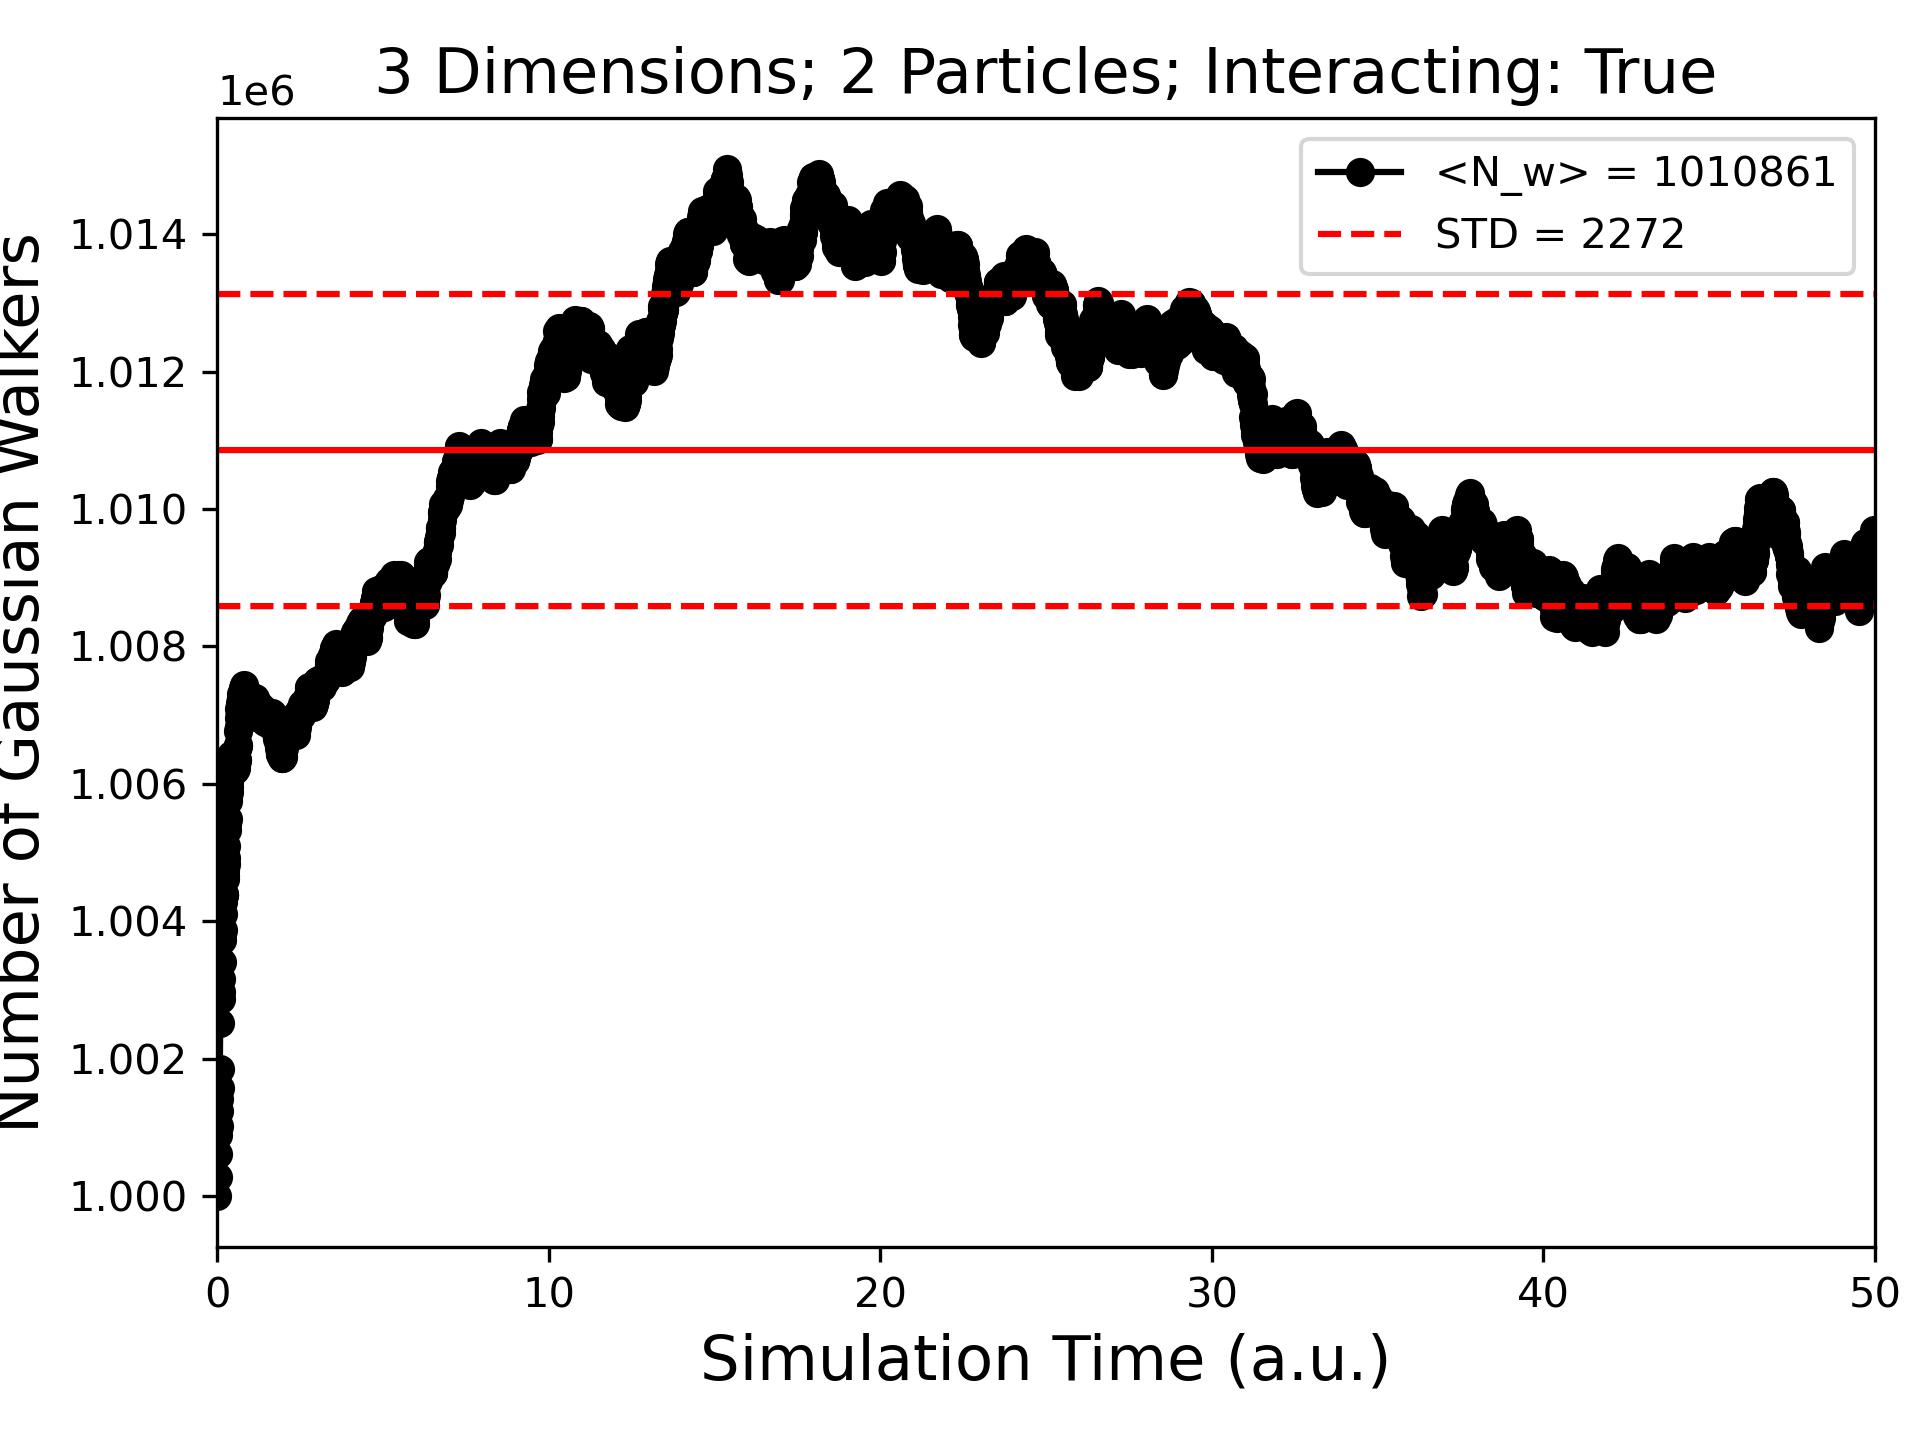 3 Dimensions; 2 Particles; Interacting: True
1e6
<N_w> = 1010861
STD = 2272
Number of Gaussian Walkers
1.014
1.012
1.010
1.008
1.006
1.004
1.002
1.000
0 10 20 30 40 50
Simulation Time (a.u.)